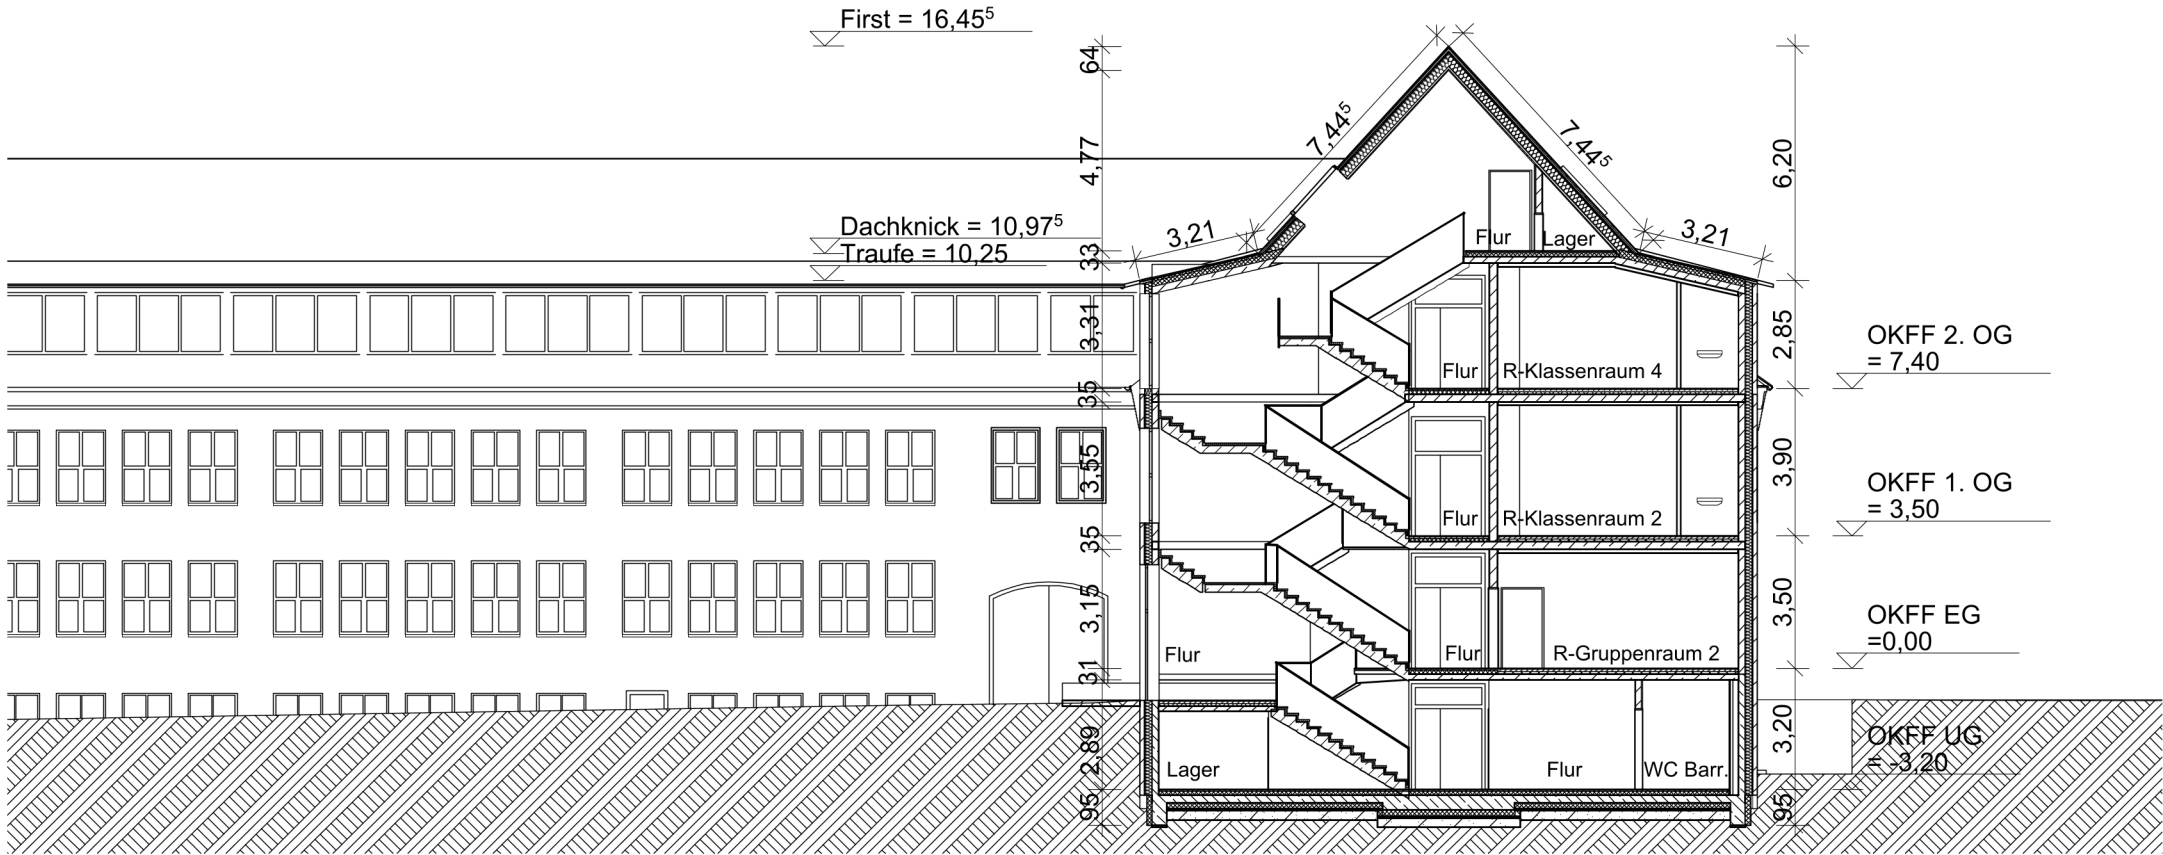 First = 16,45⁵
64
7,44⁵
7,44⁵
4,77
6,20
Dachknick = 10,97⁵
Traufe = 10,25
3,21
33
Flur
Lager
3,21
3,31
2,85
OKFF 2. OG
= 7,40
Flur
R-Klassenraum 4
35
3,55
3,90
OKFF 1. OG
= 3,50
Flur
R-Klassenraum 2
35
3,15
3,50
OKFF EG
=0,00
Flur
Flur
R-Gruppenraum 2
31
2,89
3,20
OKFF UG
= -3,20
Lager
Flur
WC Barr.
95
95